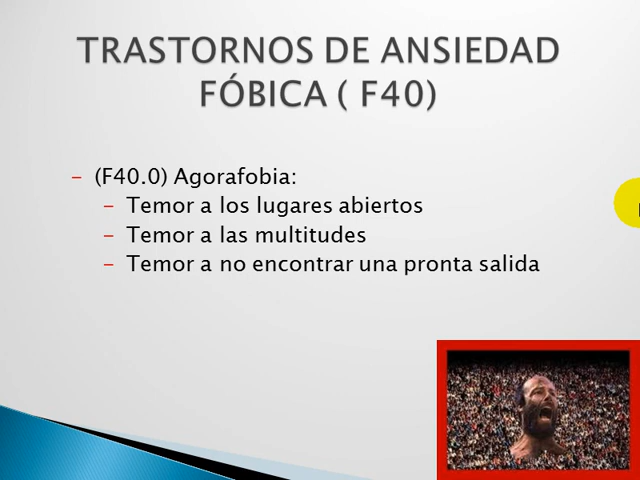 TRASTORNOS DE ANSIEDAD
FÓBICA ( F40)
- (F40.0) Agorafobia:
- Temor a los lugares abiertos
- Temor a las multitudes
- Temor a no encontrar una pronta salida